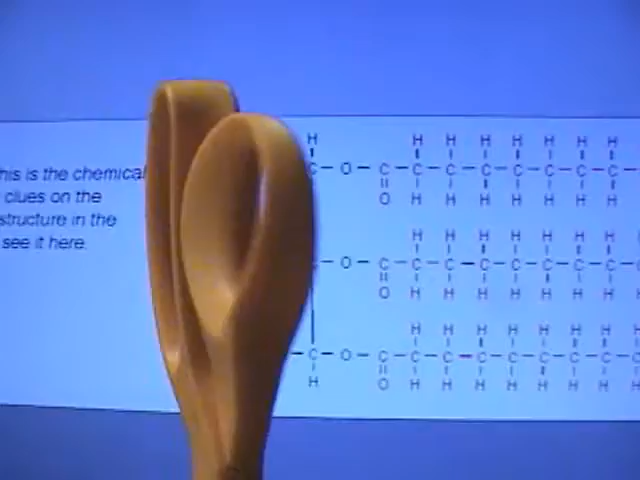 his is the chemical
clues on the
structure in the
see it here.
H H H H H H H H
C — O — C — C — C — C — C — C — C — C —
O H H H H H H H
H H H H H H H
— O — C — C — C — C — C — C — C — C
O H H H H H H H
H H H H H H H H
— C — O — C — C — C — C — C — C — C — C — C
H O H H H H H H H H